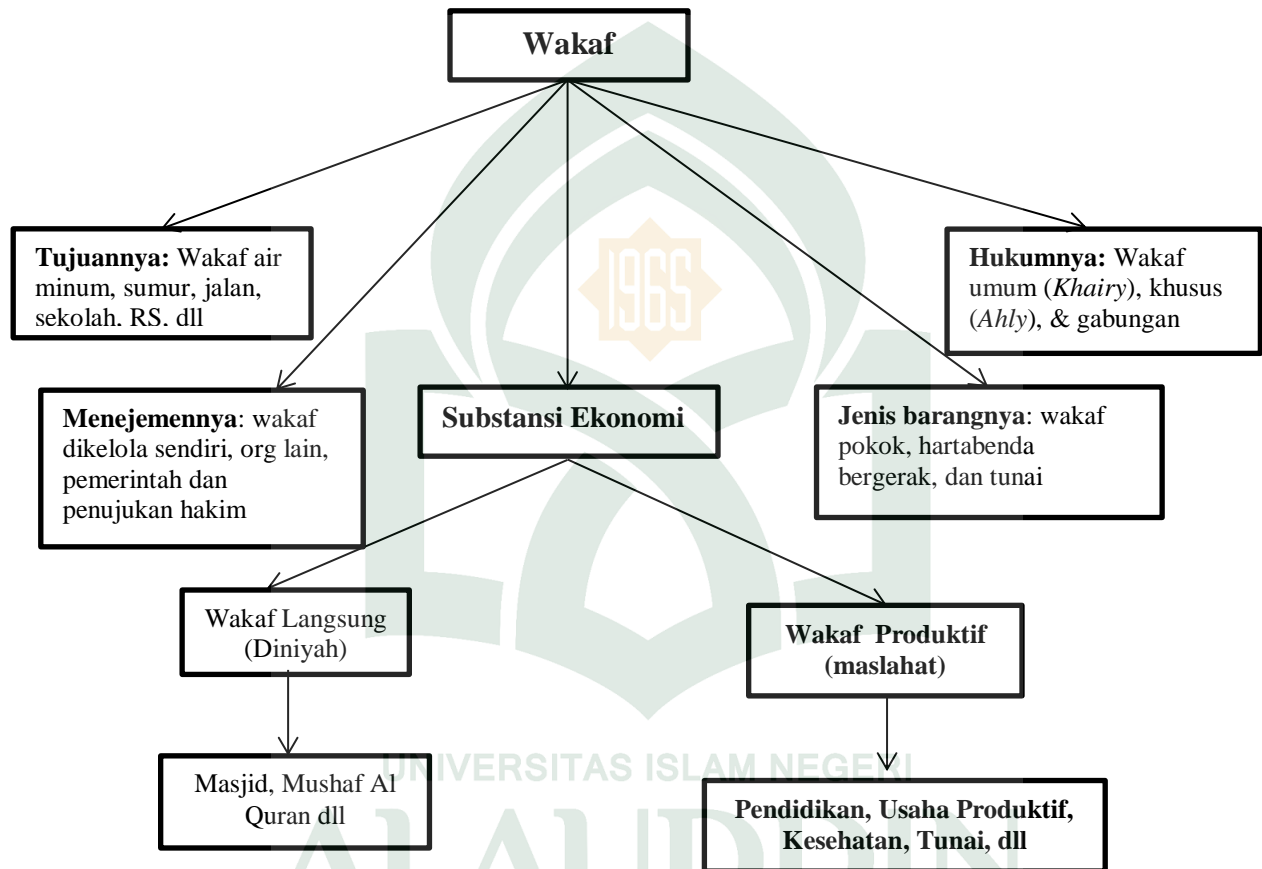 Wakaf
Tujuannya: Wakaf air
minum, sumur, jalan,
sekolah. RS. dll
Hukumnya: Wakaf
umum (Khairy), khusus
(Ahly), & gabungan
1965
Menejemennya: wakaf
dikelola sendiri, org lain,
pemerintah dan
penujukan hakim
Substansi Ekonomi
Jenis barangnya: wakaf
pokok, hartabenda
bergerak, dan tunai
Wakaf Langsung
(Diniyah)
Wakaf Produktif
(maslahat)
Masjid, Mushaf Al
Quran dll
UNIVERSITAS ISLAM NEGERI
Pendidikan, Usaha Produktif,
Kesehatan, Tunai, dll
ALAUDDIN